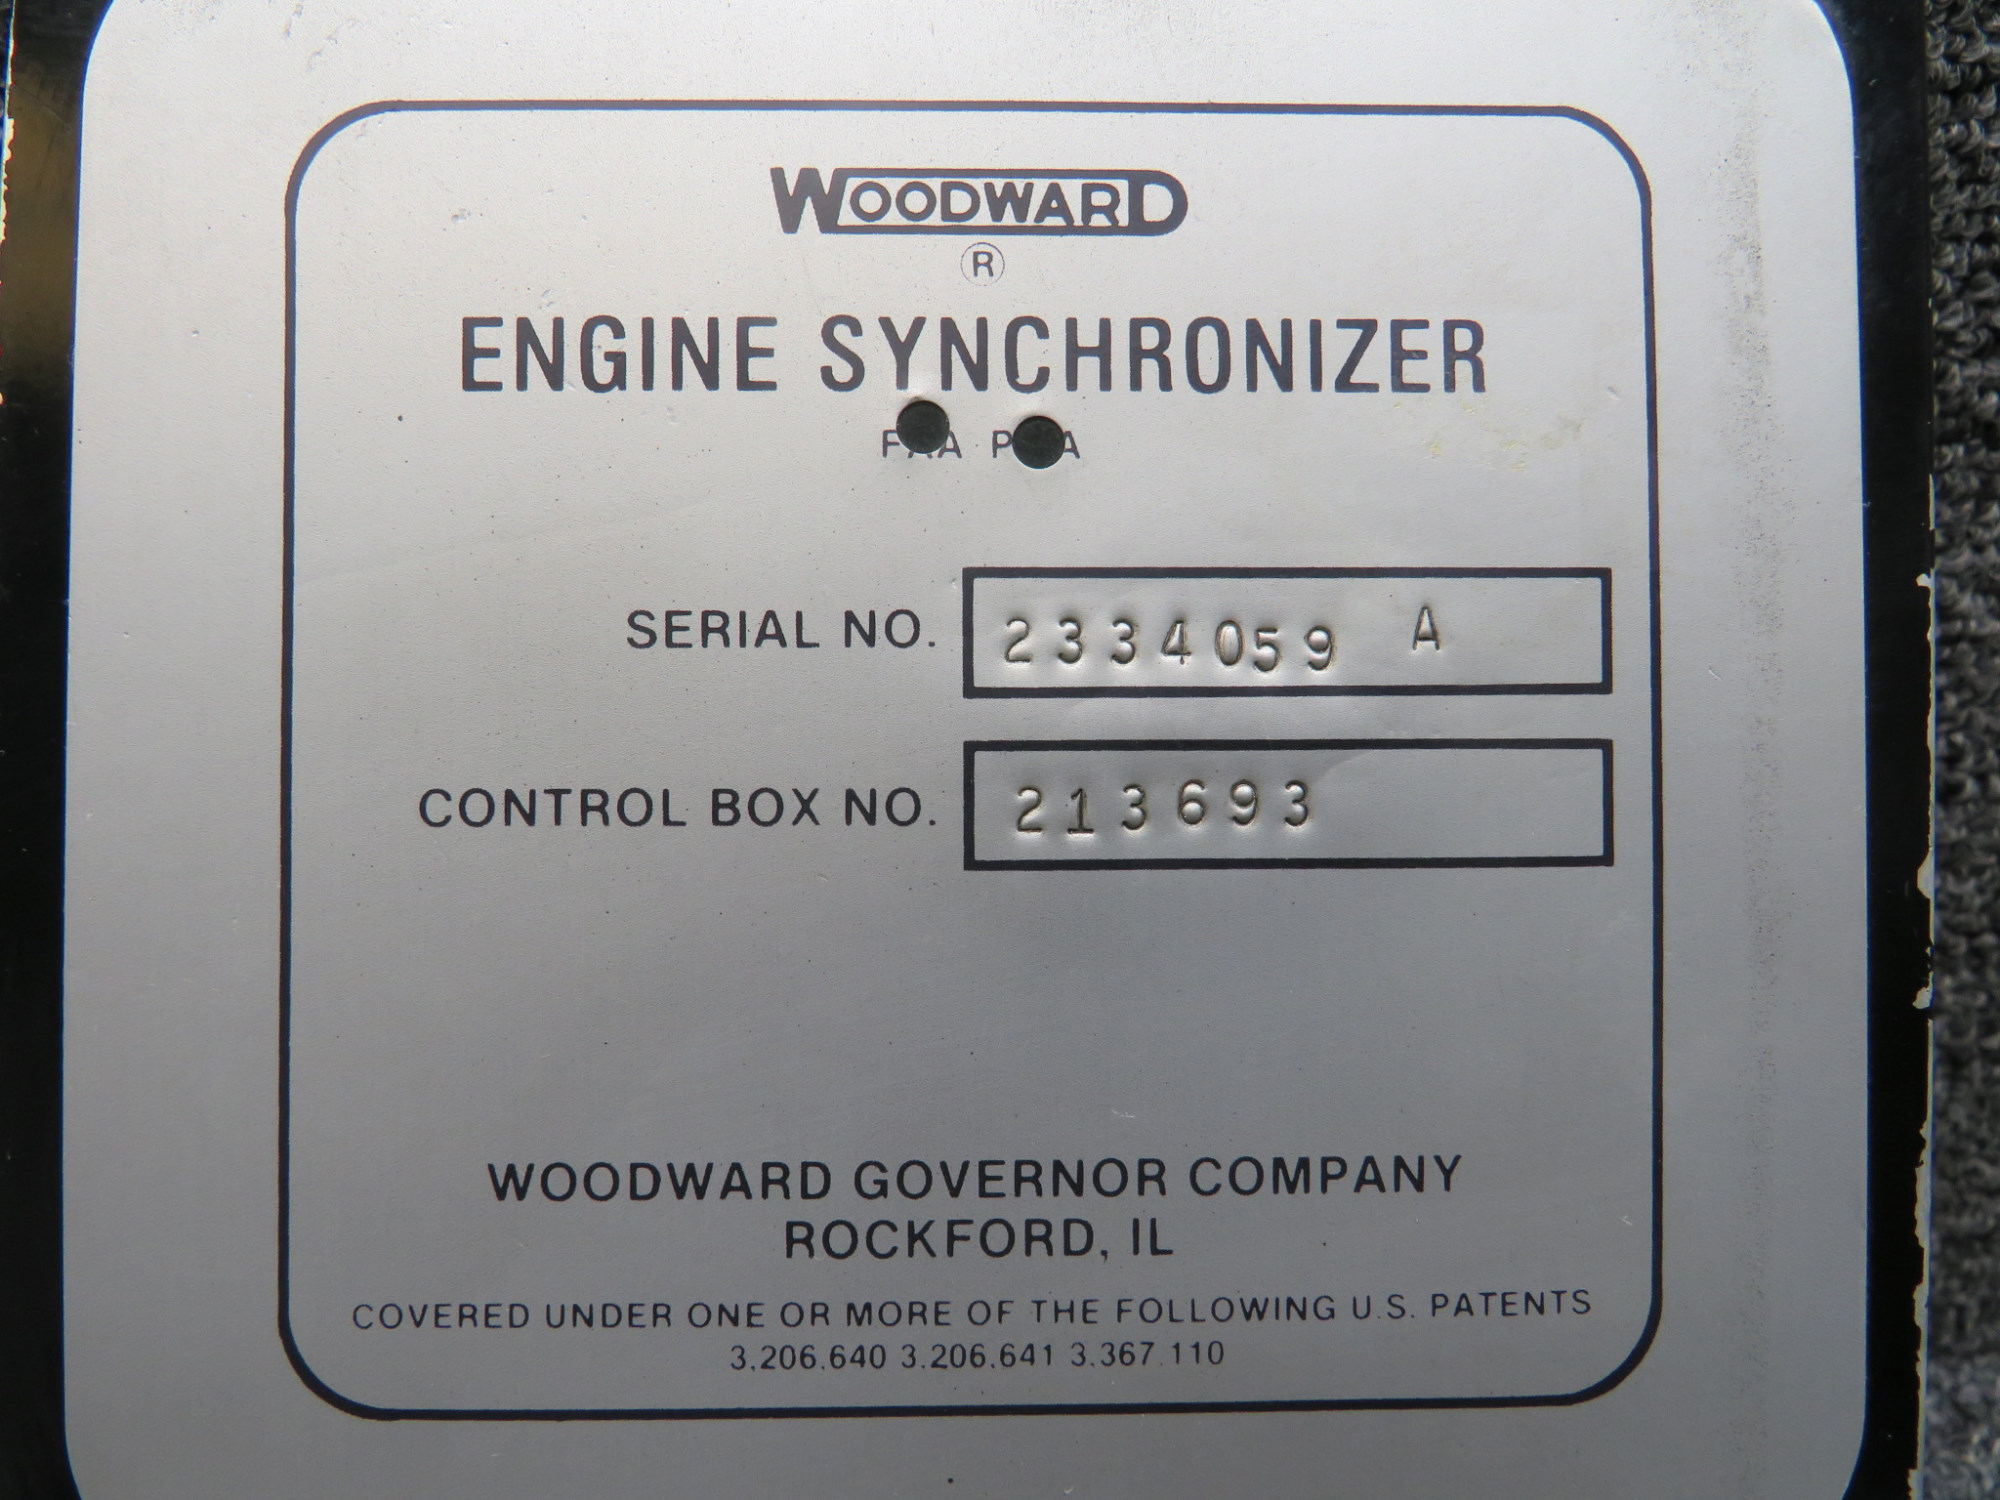 WOODWARD
®
ENGINE SYNCHRONIZER
SERIAL NO. 2334059 A
CONTROL BOX NO. 213693
WOODWARD GOVERNOR COMPANY
ROCKFORD, IL
COVERED UNDER ONE OR MORE OF THE FOLLOWING U.S. PATENTS
3,206,640 3,206,641 3,367,110